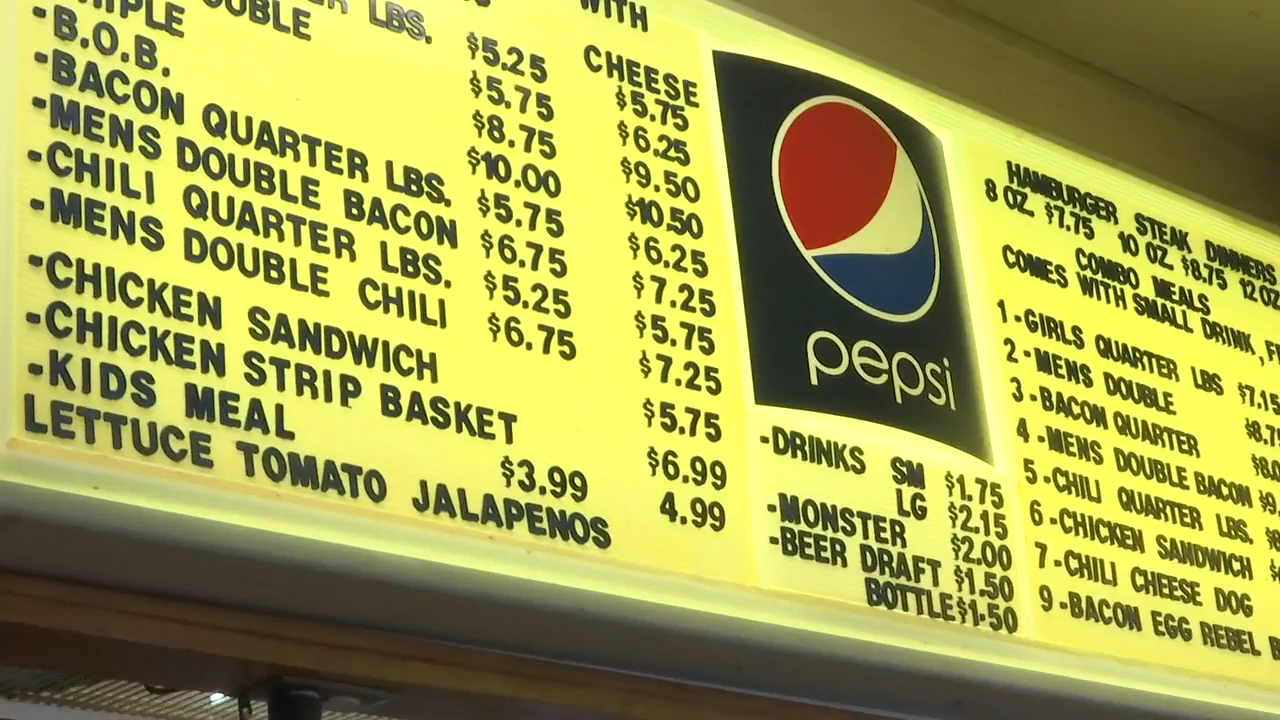 WITH
CHEESE
LBS. $5.25 $5.75
$5.75 $6.25
$8.75 $9.50
-B.O.B. $10.00 $10.50
-BACON QUARTER LBS. $5.75 $6.25
-MENS DOUBLE BACON $6.75 $7.25
-CHILI QUARTER LBS. $5.25 $5.75
-MENS DOUBLE CHILI $6.75 $7.25
-CHICKEN SANDWICH $5.75
-CHICKEN STRIP BASKET $6.99
-KIDS MEAL $3.99 4.99
LETTUCE TOMATO JALAPENOS
pepsi
-DRINKS SM $1.75
LG $2.15
-MONSTER $2.00
-BEER DRAFT $1.50
BOTTLE $1.50
HAMBURGER STEAK DINNERS
8 OZ. $7.75 10 OZ. $8.75 12 OZ
COMBO MEALS
COMES WITH SMALL DRINK,
1-GIRLS QUARTER LBS $7.15
2-MENS DOUBLE
3-BACON QUARTER
4-MENS DOUBLE BACON
5-CHILI QUARTER LBS.
6-CHICKEN SANDWICH
7-CHILI CHEESE DOG
9-BACON EGG REBEL